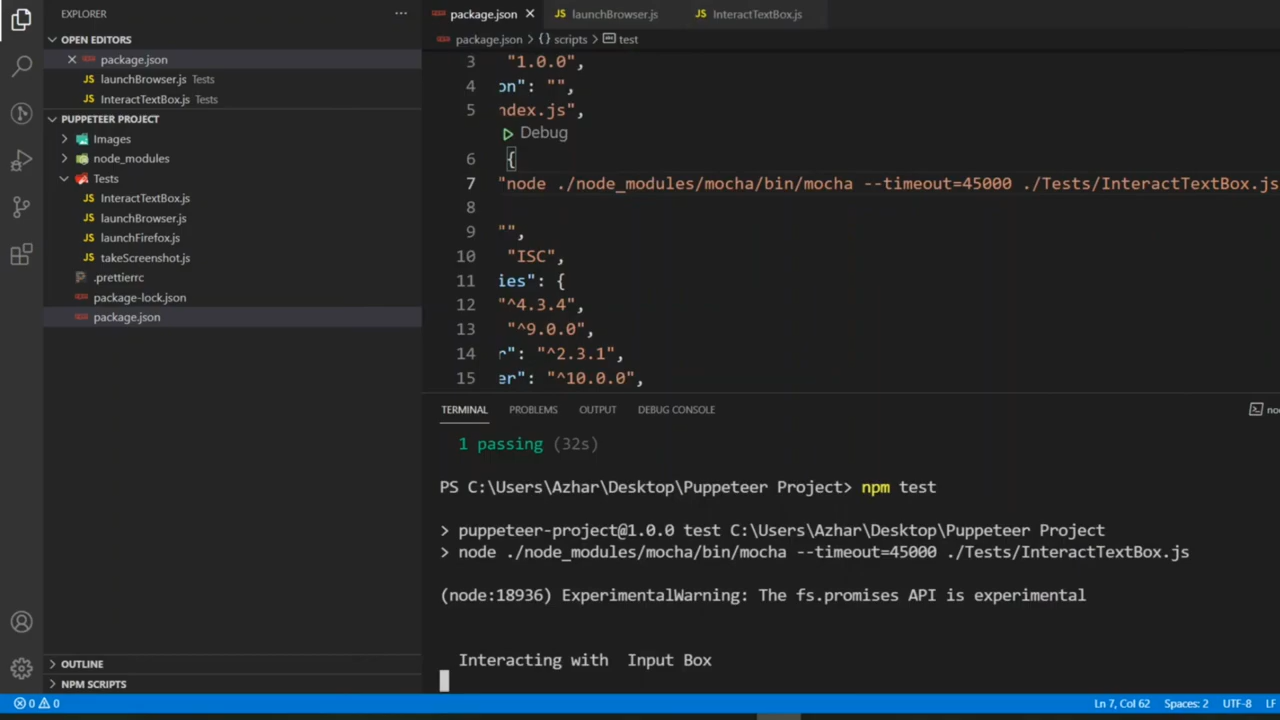 EXPLORER
OPEN EDITORS
package.json
launchBrowser.js Tests
InteractTextBox.js Tests
PUPPETEER PROJECT
Images
node_modules
Tests
InteractTextBox.js
launchBrowser.js
launchFirefox.js
takeScreenshot.js
.prettierrc
package-lock.json
package.json
OUTLINE
NPM SCRIPTS
package.json launchBrowser.js InteractTextBox.js
package.json > {} scripts > test
3 "1.0.0",
4 on": "",
5 ndex.js",
Debug
6 {
7 "node ./node_modules/mocha/bin/mocha --timeout=45000 ./Tests/InteractTextBox.js
8
9 "",
10 "ISC",
11 ies": {
12 "^4.3.4",
13 "^9.0.0",
14 r": "^2.3.1",
15 er": "^10.0.0",
TERMINAL PROBLEMS OUTPUT DEBUG CONSOLE
1 passing (32s)
PS C:\Users\Azhar\Desktop\Puppeteer Project> npm test
> puppeteer-project@1.0.0 test C:\Users\Azhar\Desktop\Puppeteer Project
> node ./node_modules/mocha/bin/mocha --timeout=45000 ./Tests/InteractTextBox.js
(node:18936) ExperimentalWarning: The fs.promises API is experimental
Interacting with Input Box
0 0 Ln 7, Col 62 Spaces: 2 UTF-8 LF